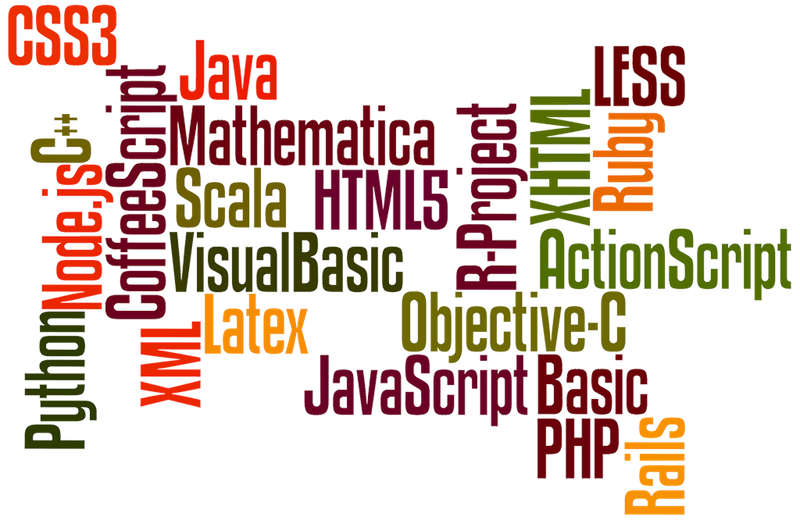 CSS3
Java
LESS
C++
CoffeeScript
Mathematica
R-Project
XHTML
Ruby
Node.js
Scala
HTML5
VisualBasic
ActionScript
Python
XML
Latex
Objective-C
JavaScript
Basic
PHP
Rails